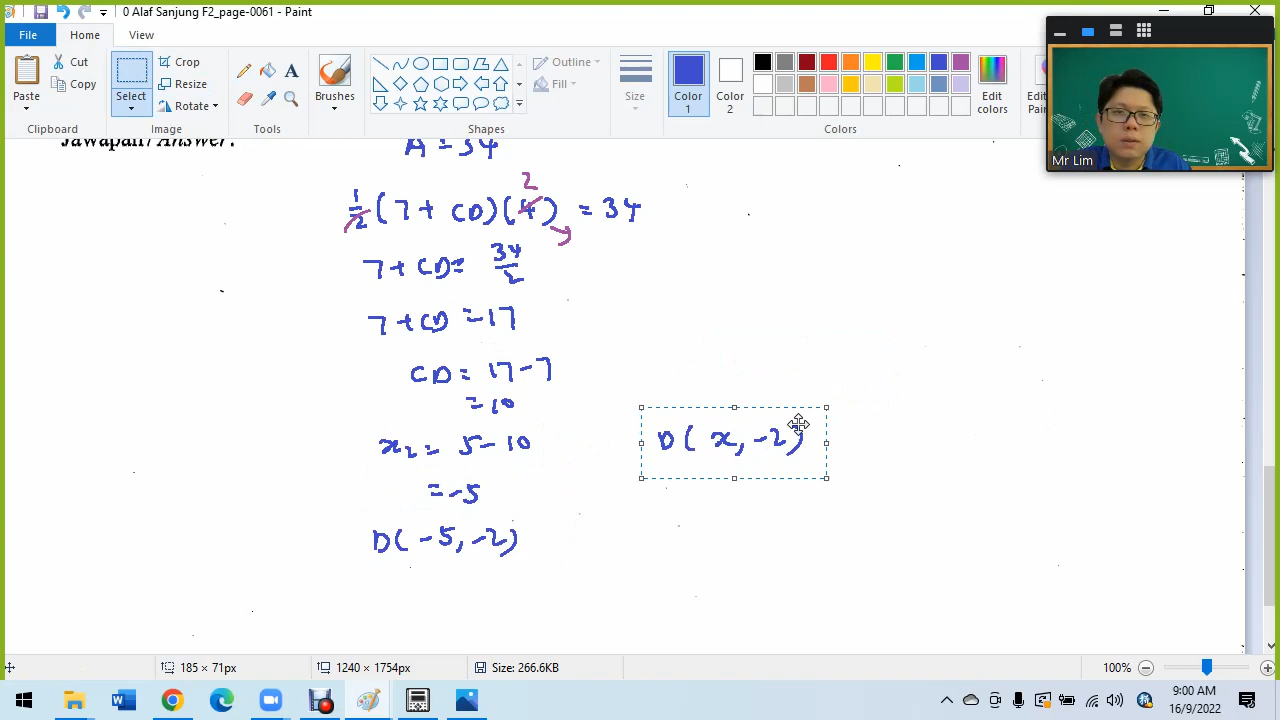 0 Alaf Sanjung F2_page-0061 - Paint
File Home View
Paste
Cut
Copy
Clipboard
Select
Crop
Resize
Rotate
Image
Tools
Brushes
Shapes
Outline
Fill
Size
Color 1
Color 2
Colors
Edit colors
Mr Lim
Jawapan / Answer:
A = 34
1/2 (7 + CD)(4) = 34
2
7 + CD = 34/2
7 + CD = 17
CD = 17 - 7
= 10
x₂ = 5 - 10
= -5
D( -5, -2)
D( x, -2)
185 × 71px
1240 × 1754px
Size: 266.6KB
100%
9:00 AM
16/9/2022